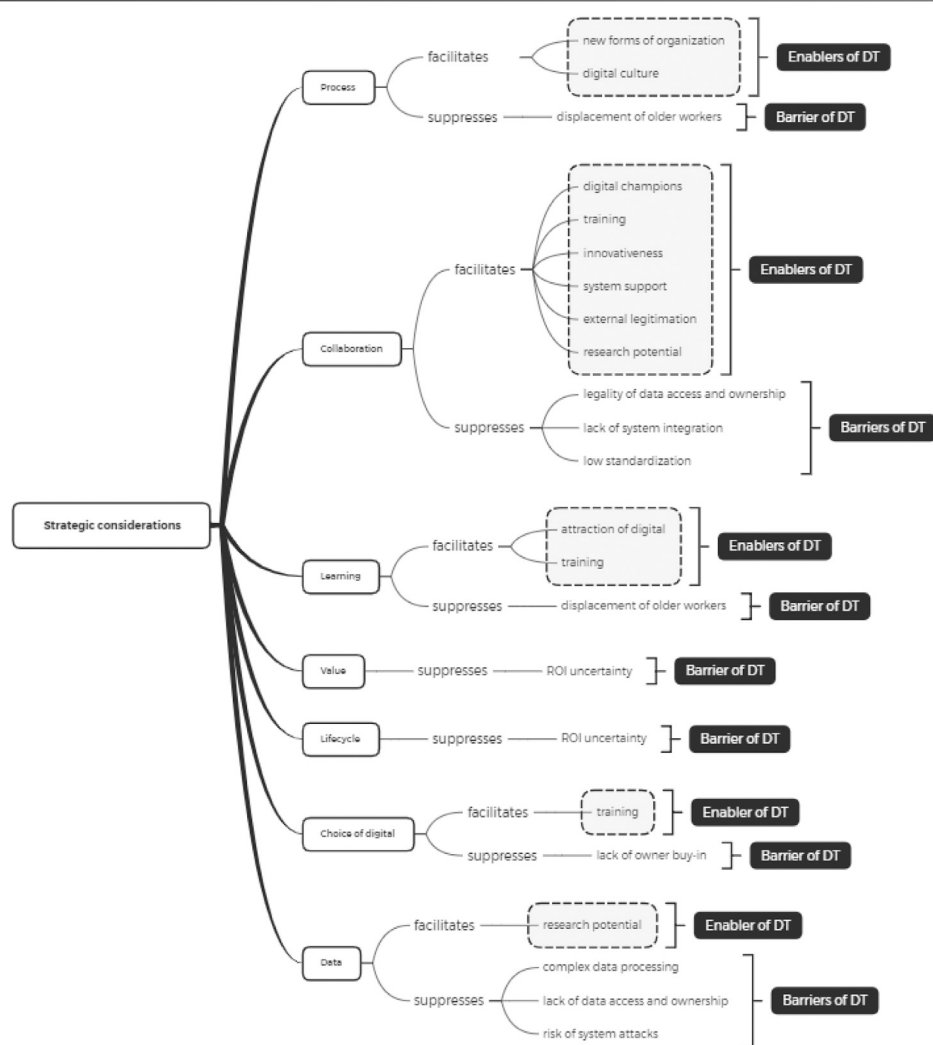 facilitates
new forms of organization
digital culture
Enablers of DT
Process
suppresses
displacement of older workers
Barrier of DT
digital champions
training
innovativeness
facilitates
Enablers of DT
system support
external legitimation
research potential
Collaboration
legality of data access and ownership
suppresses
lack of system integration
Barriers of DT
low standardization
Strategic considerations
attraction of digital
facilitates
Enablers of DT
training
Learning
suppresses
displacement of older workers
Barrier of DT
Value
suppresses
ROI uncertainty
Barrier of DT
Lifecycle
suppresses
ROI uncertainty
Barrier of DT
facilitates
training
Enabler of DT
Choice of digital
suppresses
lack of owner buy-in
Barrier of DT
facilitates
research potential
Enabler of DT
Data
complex data processing
suppresses
lack of data access and ownership
Barriers of DT
risk of system attacks